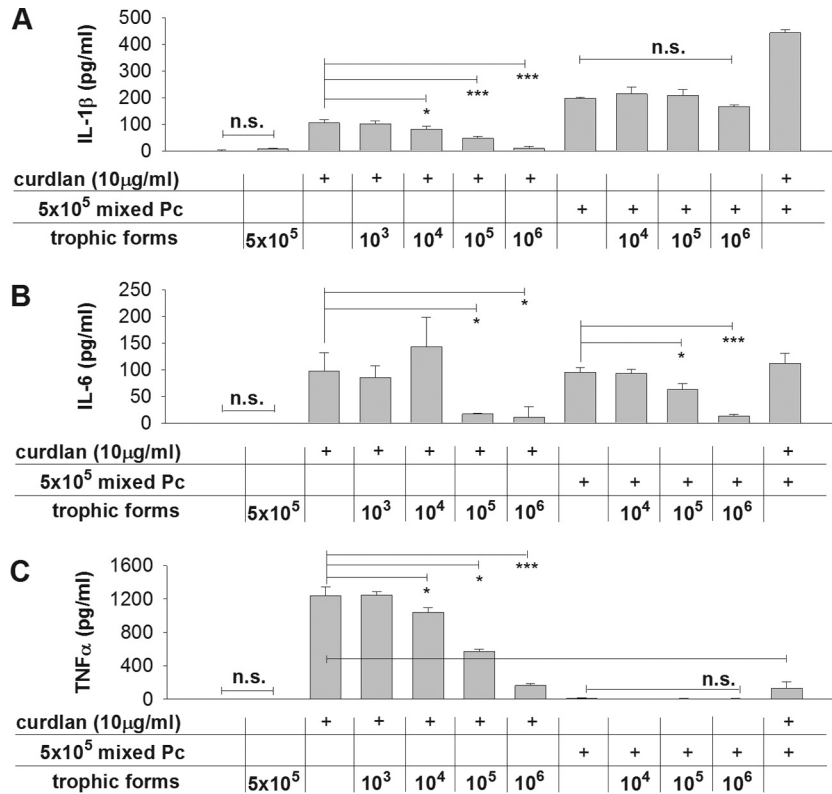 A
IL-1β (pg/ml)
500
400
300
200
100
0
n.s.
*
***
***
n.s.
curdlan (10µg/ml) + + + + + +
5x10⁵ mixed Pc + + + + +
trophic forms 5x10⁵ 10³ 10⁴ 10⁵ 10⁶ 10⁴ 10⁵ 10⁶
B
IL-6 (pg/ml)
250
200
150
100
50
0
n.s.
*
*
*
***
curdlan (10µg/ml) + + + + + +
5x10⁵ mixed Pc + + + + +
trophic forms 5x10⁵ 10³ 10⁴ 10⁵ 10⁶ 10⁴ 10⁵ 10⁶
C
TNFα (pg/ml)
1600
1200
800
400
0
n.s.
*
*
***
n.s.
curdlan (10µg/ml) + + + + + +
5x10⁵ mixed Pc + + + + +
trophic forms 5x10⁵ 10³ 10⁴ 10⁵ 10⁶ 10⁴ 10⁵ 10⁶